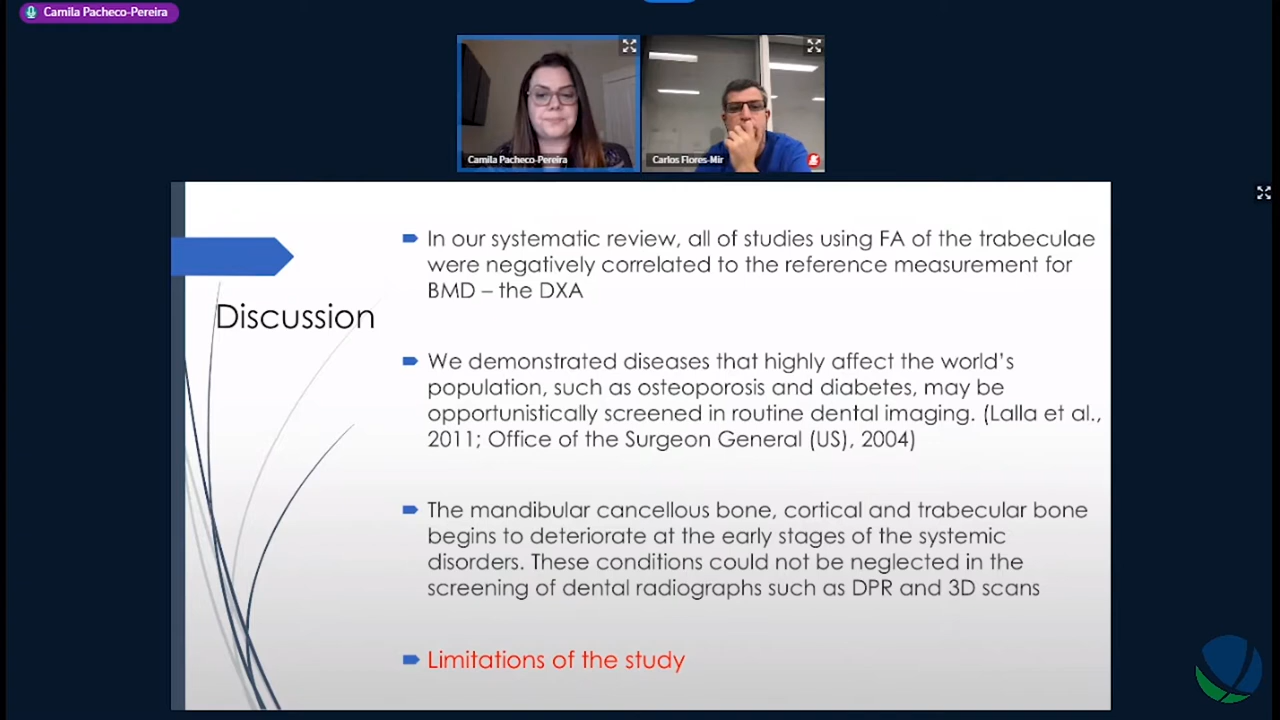 Camila Pacheco-Pereira
Camila Pacheco-Pereira
Carlos Flores-Mir
Discussion
In our systematic review, all of studies using FA of the trabeculae
were negatively correlated to the reference measurement for
BMD – the DXA
We demonstrated diseases that highly affect the world's
population, such as osteoporosis and diabetes, may be
opportunistically screened in routine dental imaging. (Lalla et al.,
2011; Office of the Surgeon General (US), 2004)
The mandibular cancellous bone, cortical and trabecular bone
begins to deteriorate at the early stages of the systemic
disorders. These conditions could not be neglected in the
screening of dental radiographs such as DPR and 3D scans
Limitations of the study